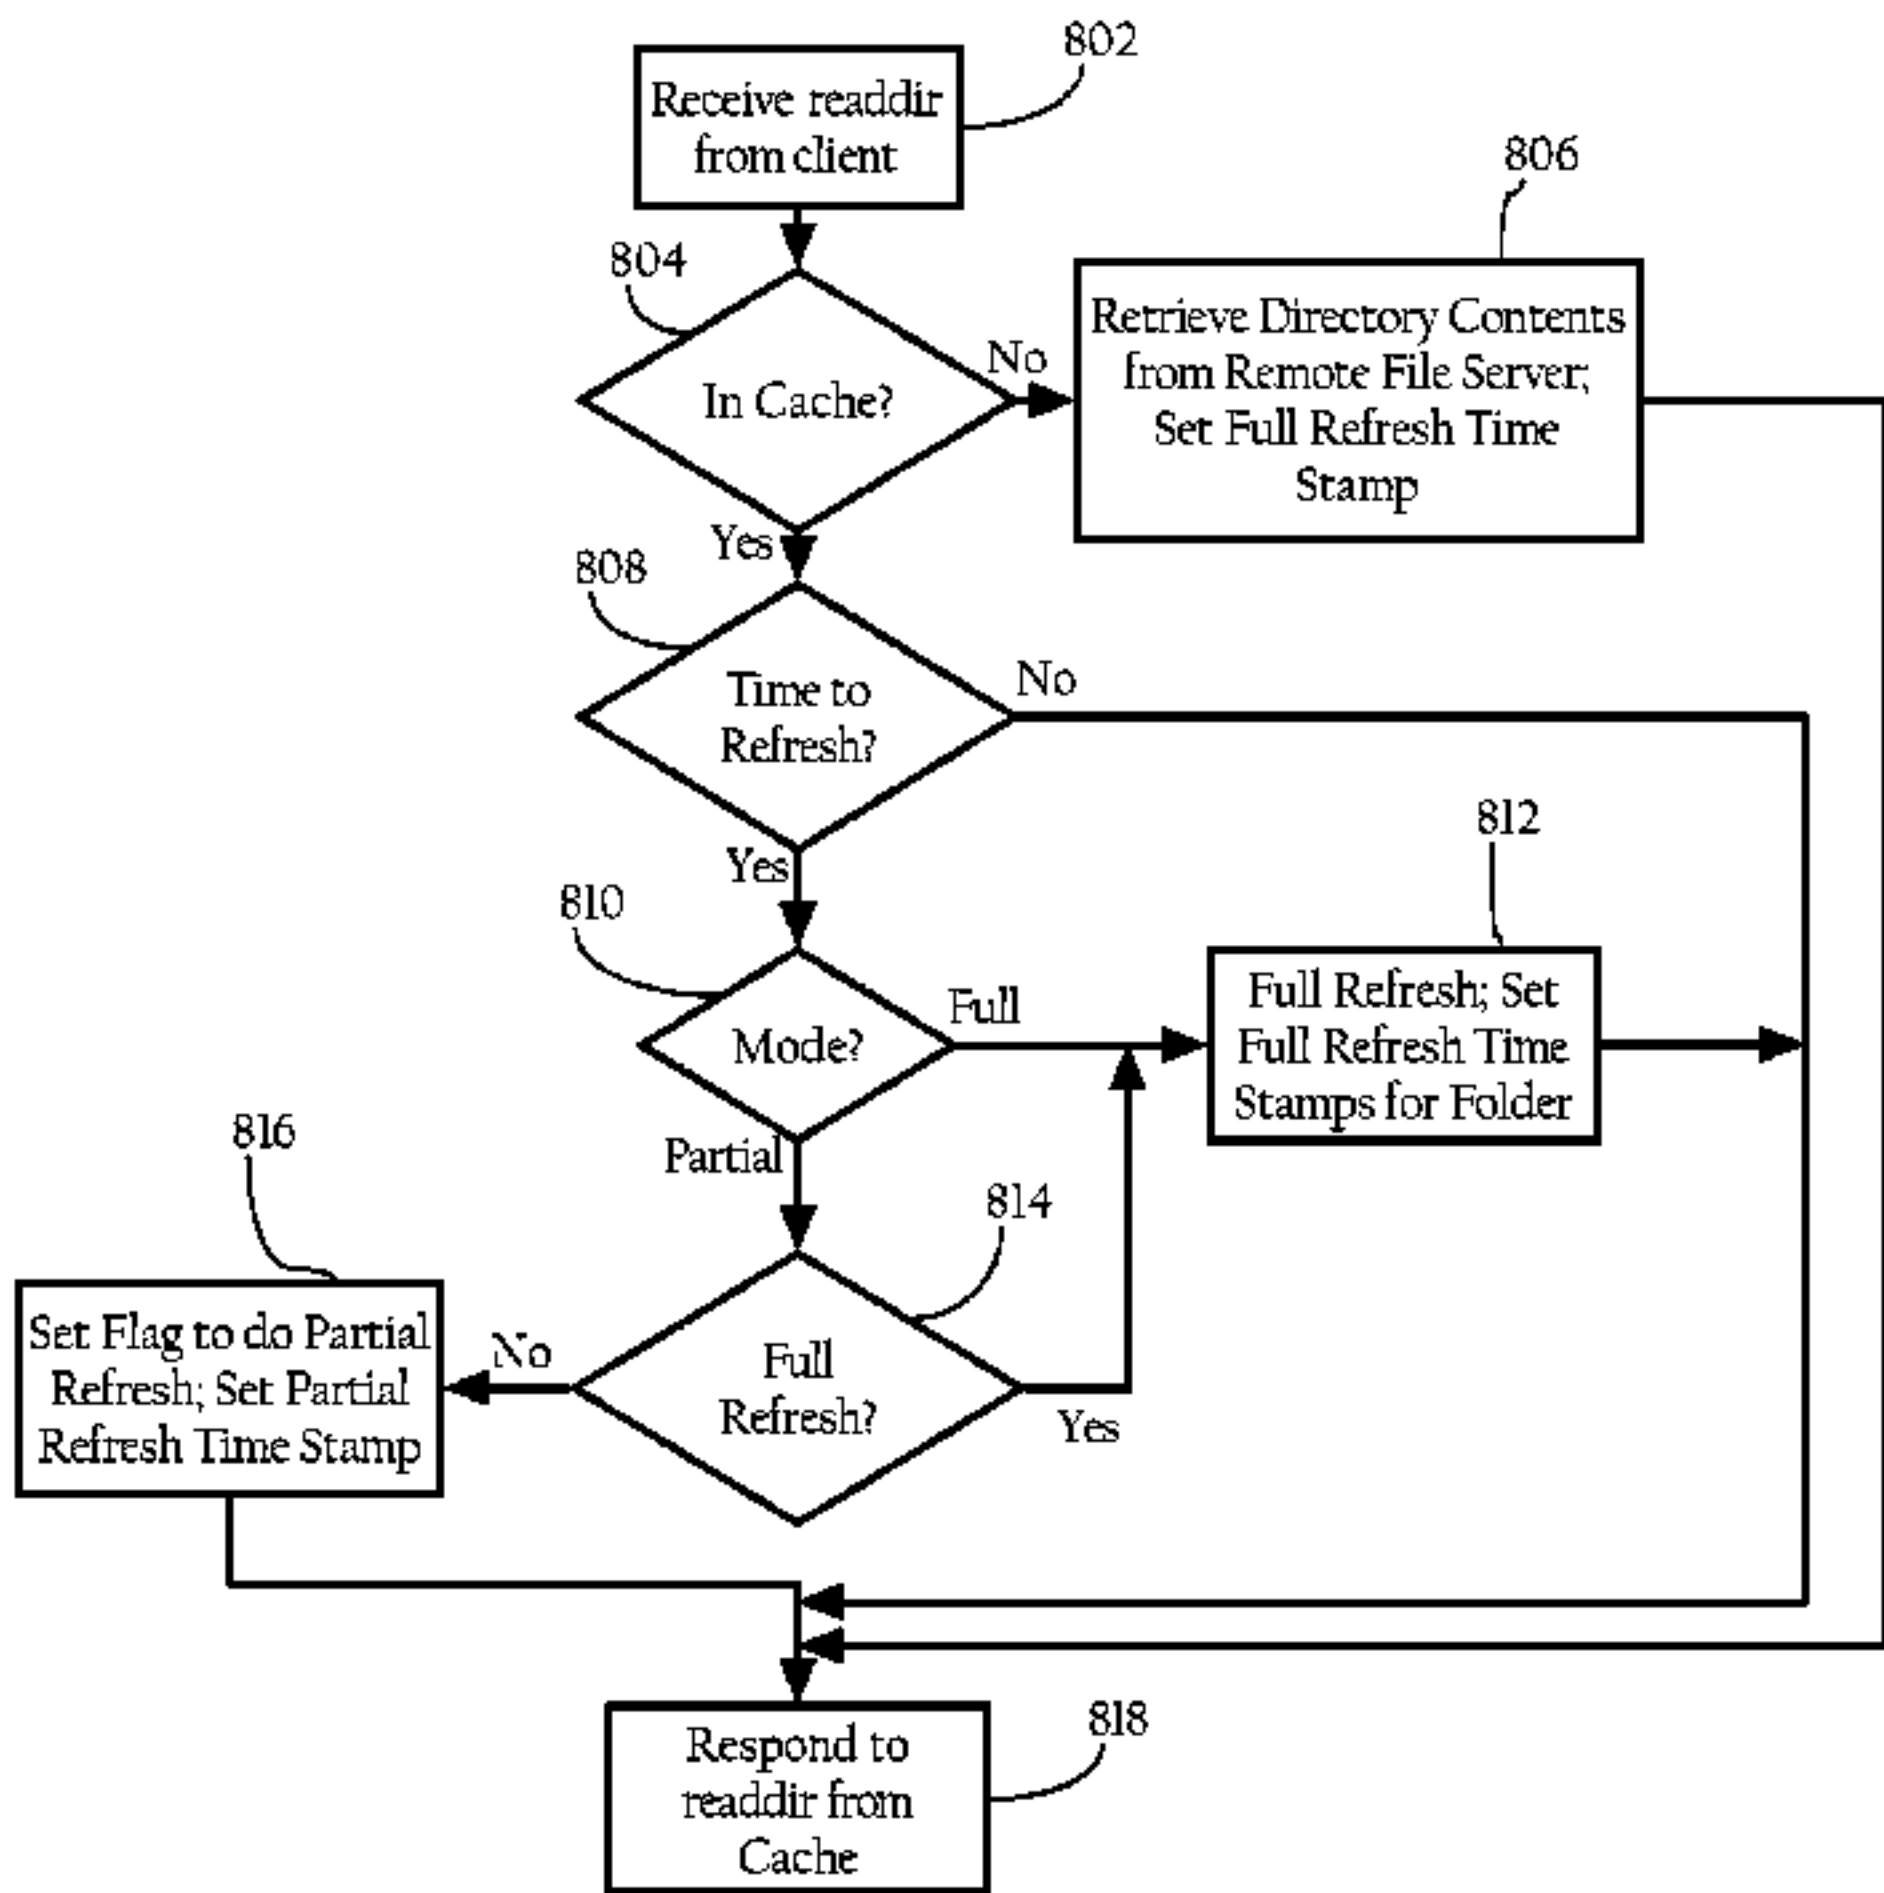 802
Receive readdir
from client
806
804
Retrieve Directory Contents
from Remote File Server;
Set Full Refresh Time
Stamp
No
In Cache?
Yes
808
No
Time to
Refresh?
812
Yes
810
Full
Full Refresh; Set
Full Refresh Time
Stamps for Folder
Mode?
816
Partial
814
Set Flag to do Partial
Refresh; Set Partial
Refresh Time Stamp
No
Full
Refresh?
Yes
818
Respond to
readdir from
Cache